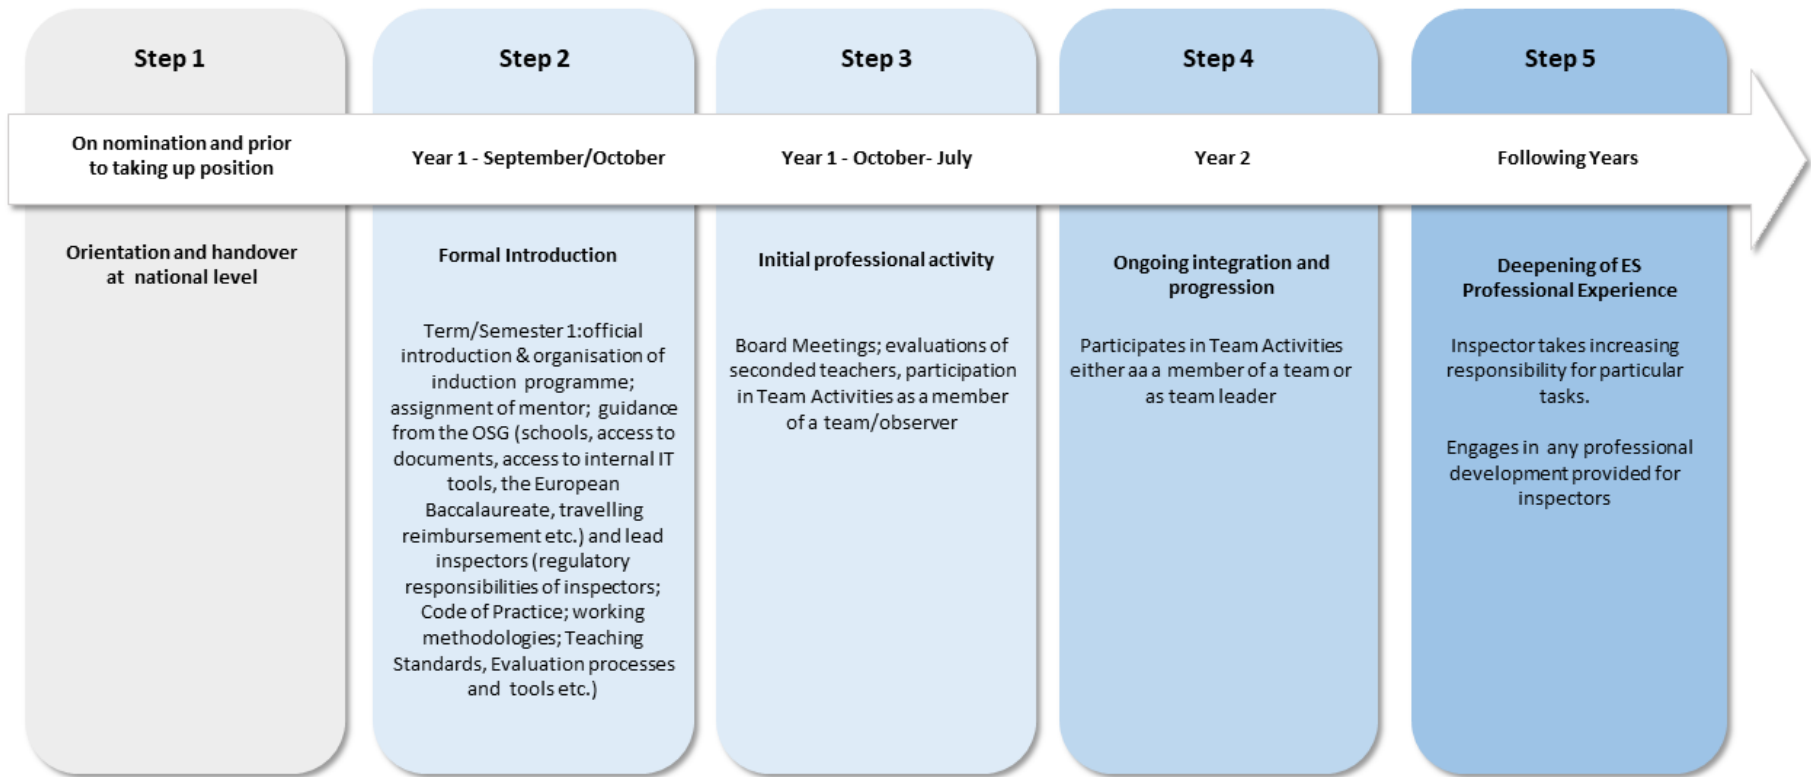 Step 1
On nomination and prior
to taking up position
Orientation and handover
at national level
Step 2
Year 1 - September/October
Formal Introduction
Term/Semester 1:official
introduction & organisation of
induction programme;
assignment of mentor; guidance
from the OSG (schools, access to
documents, access to internal IT
tools, the European
Baccalaureate, travelling
reimbursement etc.) and lead
inspectors (regulatory
responsibilities of inspectors;
Code of Practice; working
methodologies; Teaching
Standards, Evaluation processes
and tools etc.)
Step 3
Year 1 - October- July
Initial professional activity
Board Meetings; evaluations of
seconded teachers, participation
in Team Activities as a member
of a team/observer
Step 4
Year 2
Ongoing integration and
progression
Participates in Team Activities
either aa a member of a team or
as team leader
Step 5
Following Years
Deepening of ES
Professional Experience
Inspector takes increasing
responsibility for particular
tasks.
Engages in any professional
development provided for
inspectors